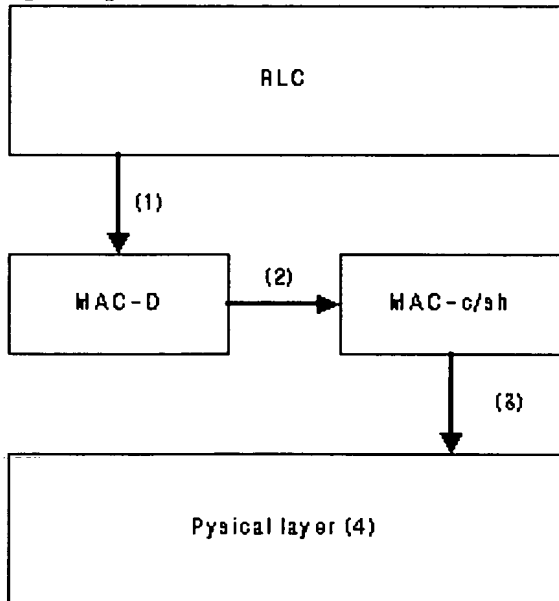 RLC
(1)
MAC-D
(2)
MAC-c/sh
(3)
Pysical layer (4)